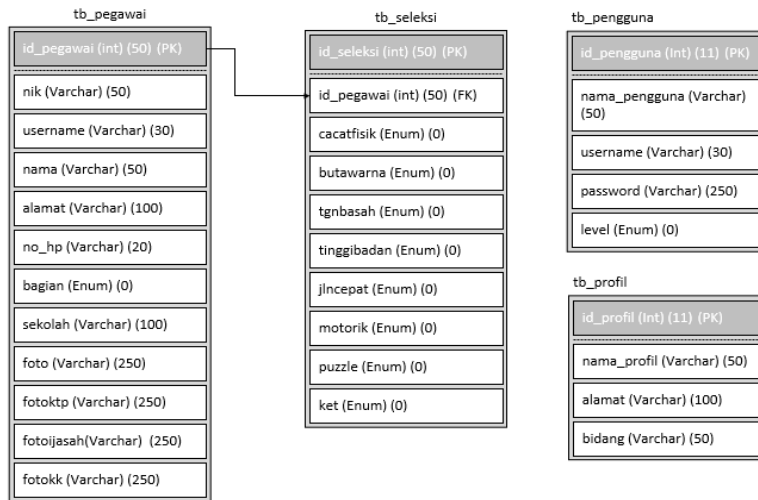 tb_pegawai
id_pegawai (int) (50) (PK)
nik (Varchar) (50)
username (Varchar) (30)
nama (Varchar) (50)
alamat (Varchar) (100)
no_hp (Varchar) (20)
bagian (Enum) (0)
sekolah (Varchar) (100)
foto (Varchar) (250)
fotoktp (Varchar) (250)
fotoijasah(Varchar) (250)
fotokk (Varchar) (250)
tb_seleksi
id_seleksi (int) (50) (PK)
id_pegawai (int) (50) (FK)
cacatfisik (Enum) (0)
butawarna (Enum) (0)
tgnbasah (Enum) (0)
tinggibadan (Enum) (0)
jlncepat (Enum) (0)
motorik (Enum) (0)
puzzle (Enum) (0)
ket (Enum) (0)
tb_pengguna
id_pengguna (Int) (11) (PK)
nama_pengguna (Varchar)
(50)
username (Varchar) (30)
password (Varchar) (250)
level (Enum) (0)
tb_profil
id_profil (Int) (11) (PK)
nama_profil (Varchar) (50)
alamat (Varchar) (100)
bidang (Varchar) (50)